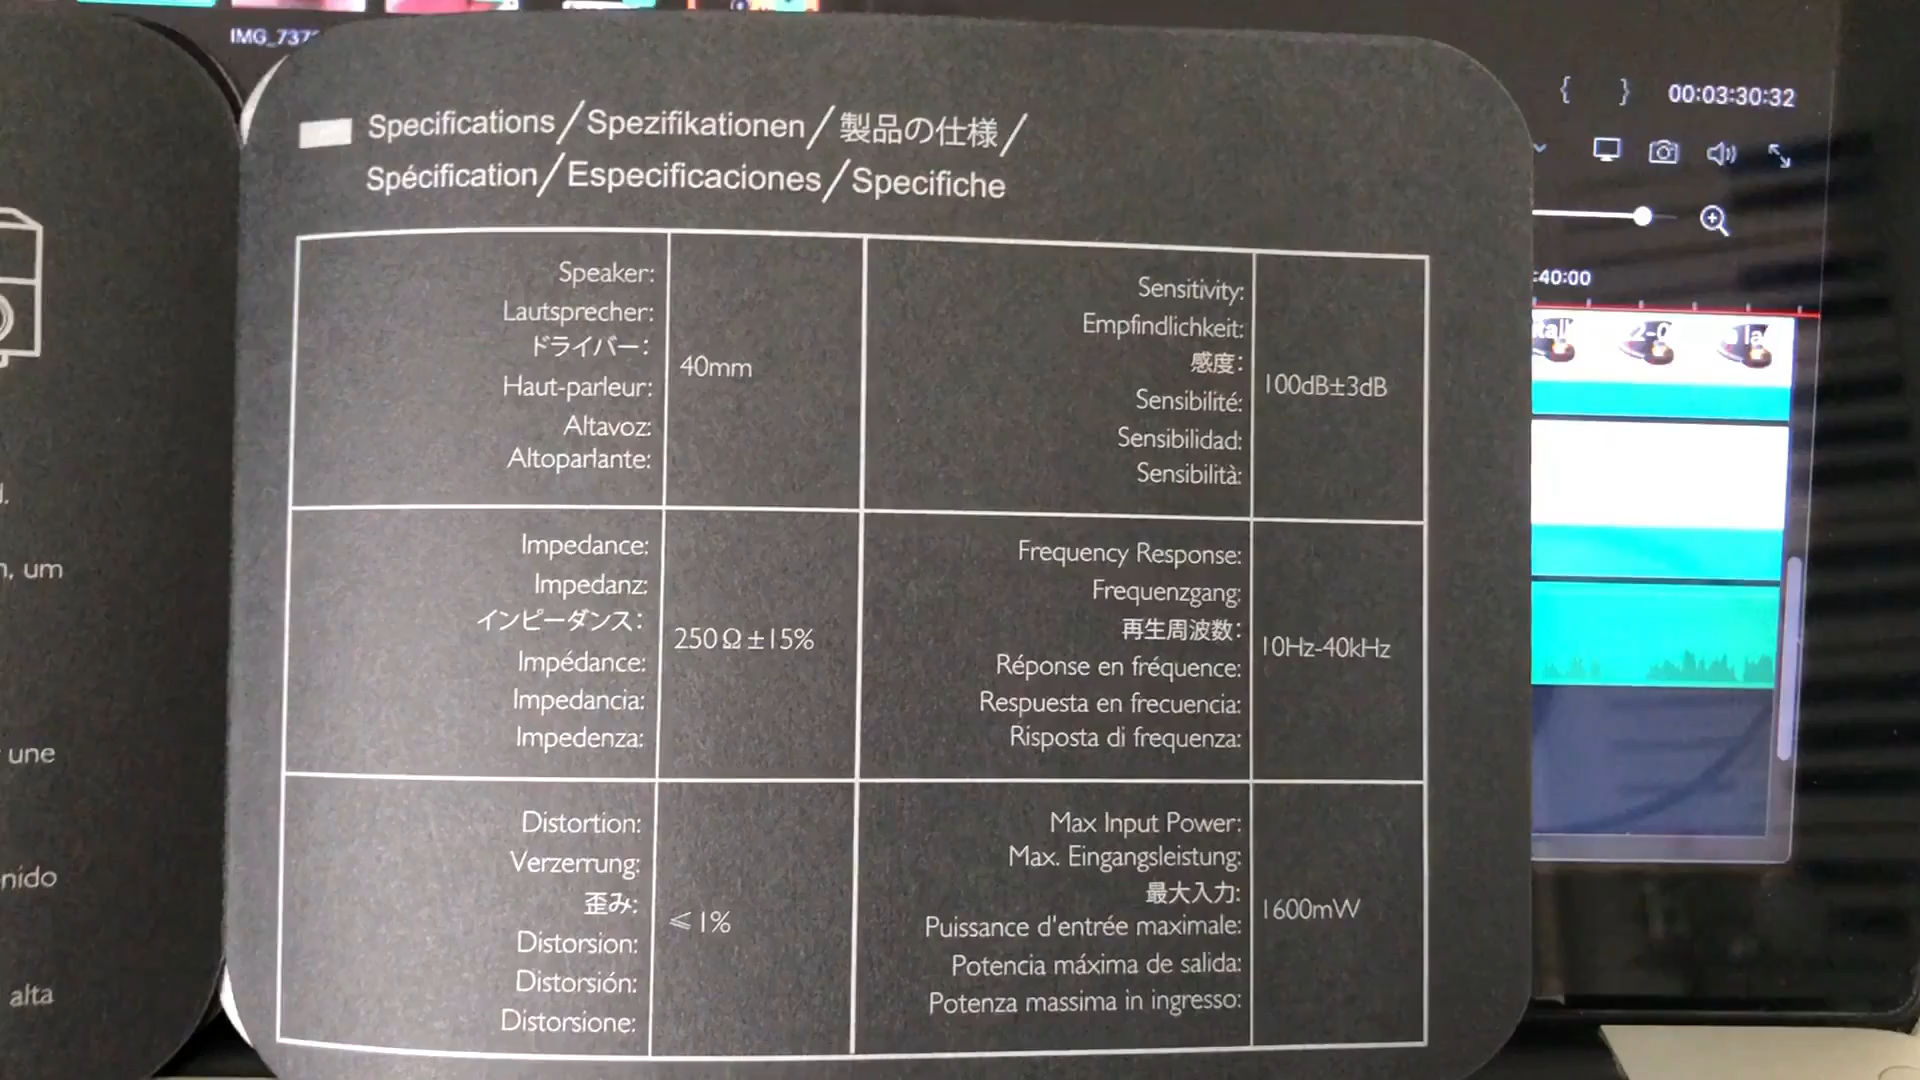 IMG_737
Specifications/Spezifikationen/製品の仕様/
Spécification/Especificaciones/Specifiche
Speaker:
Lautsprecher:
ドライバー:
Haut-parleur:
Altavoz:
Altoparlante:
40mm
Sensitivity:
Empfindlichkeit:
感度:
Sensibilité:
Sensibilidad:
Sensibilità:
100dB±3dB
Impedance:
Impedanz:
インピーダンス:
Impédance:
Impedancia:
Impedenza:
250Ω±15%
Frequency Response:
Frequenzgang:
再生周波数:
Réponse en fréquence:
Respuesta en frecuencia:
Risposta di frequenza:
10Hz-40kHz
Distortion:
Verzerrung:
歪み:
Distorsion:
Distorsión:
Distorsione:
≤1%
Max Input Power:
Max. Eingangsleistung:
最大入力:
Puissance d'entrée maximale:
Potencia máxima de salida:
Potenza massima in ingresso:
1600mW
um
une
nido
alta
{ } 00:03:30:32
:40:00